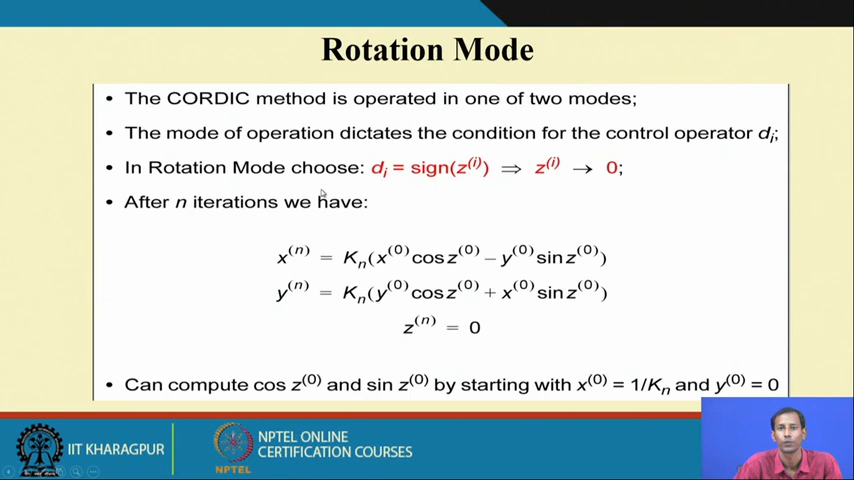 Rotation Mode
• The CORDIC method is operated in one of two modes;
• The mode of operation dictates the condition for the control operator dᵢ;
• In Rotation Mode choose: dᵢ = sign(z⁽ⁱ⁾) ⟹ z⁽ⁱ⁾ → 0;
• After n iterations we have:
x⁽ⁿ⁾ = Kₙ(x⁽⁰⁾ cos z⁽⁰⁾ − y⁽⁰⁾ sin z⁽⁰⁾)
y⁽ⁿ⁾ = Kₙ(y⁽⁰⁾ cos z⁽⁰⁾ + x⁽⁰⁾ sin z⁽⁰⁾)
z⁽ⁿ⁾ = 0
• Can compute cos z⁽⁰⁾ and sin z⁽⁰⁾ by starting with x⁽⁰⁾ = 1/Kₙ and y⁽⁰⁾ = 0
IIT KHARAGPUR
NPTEL
NPTEL ONLINE
CERTIFICATION COURSES